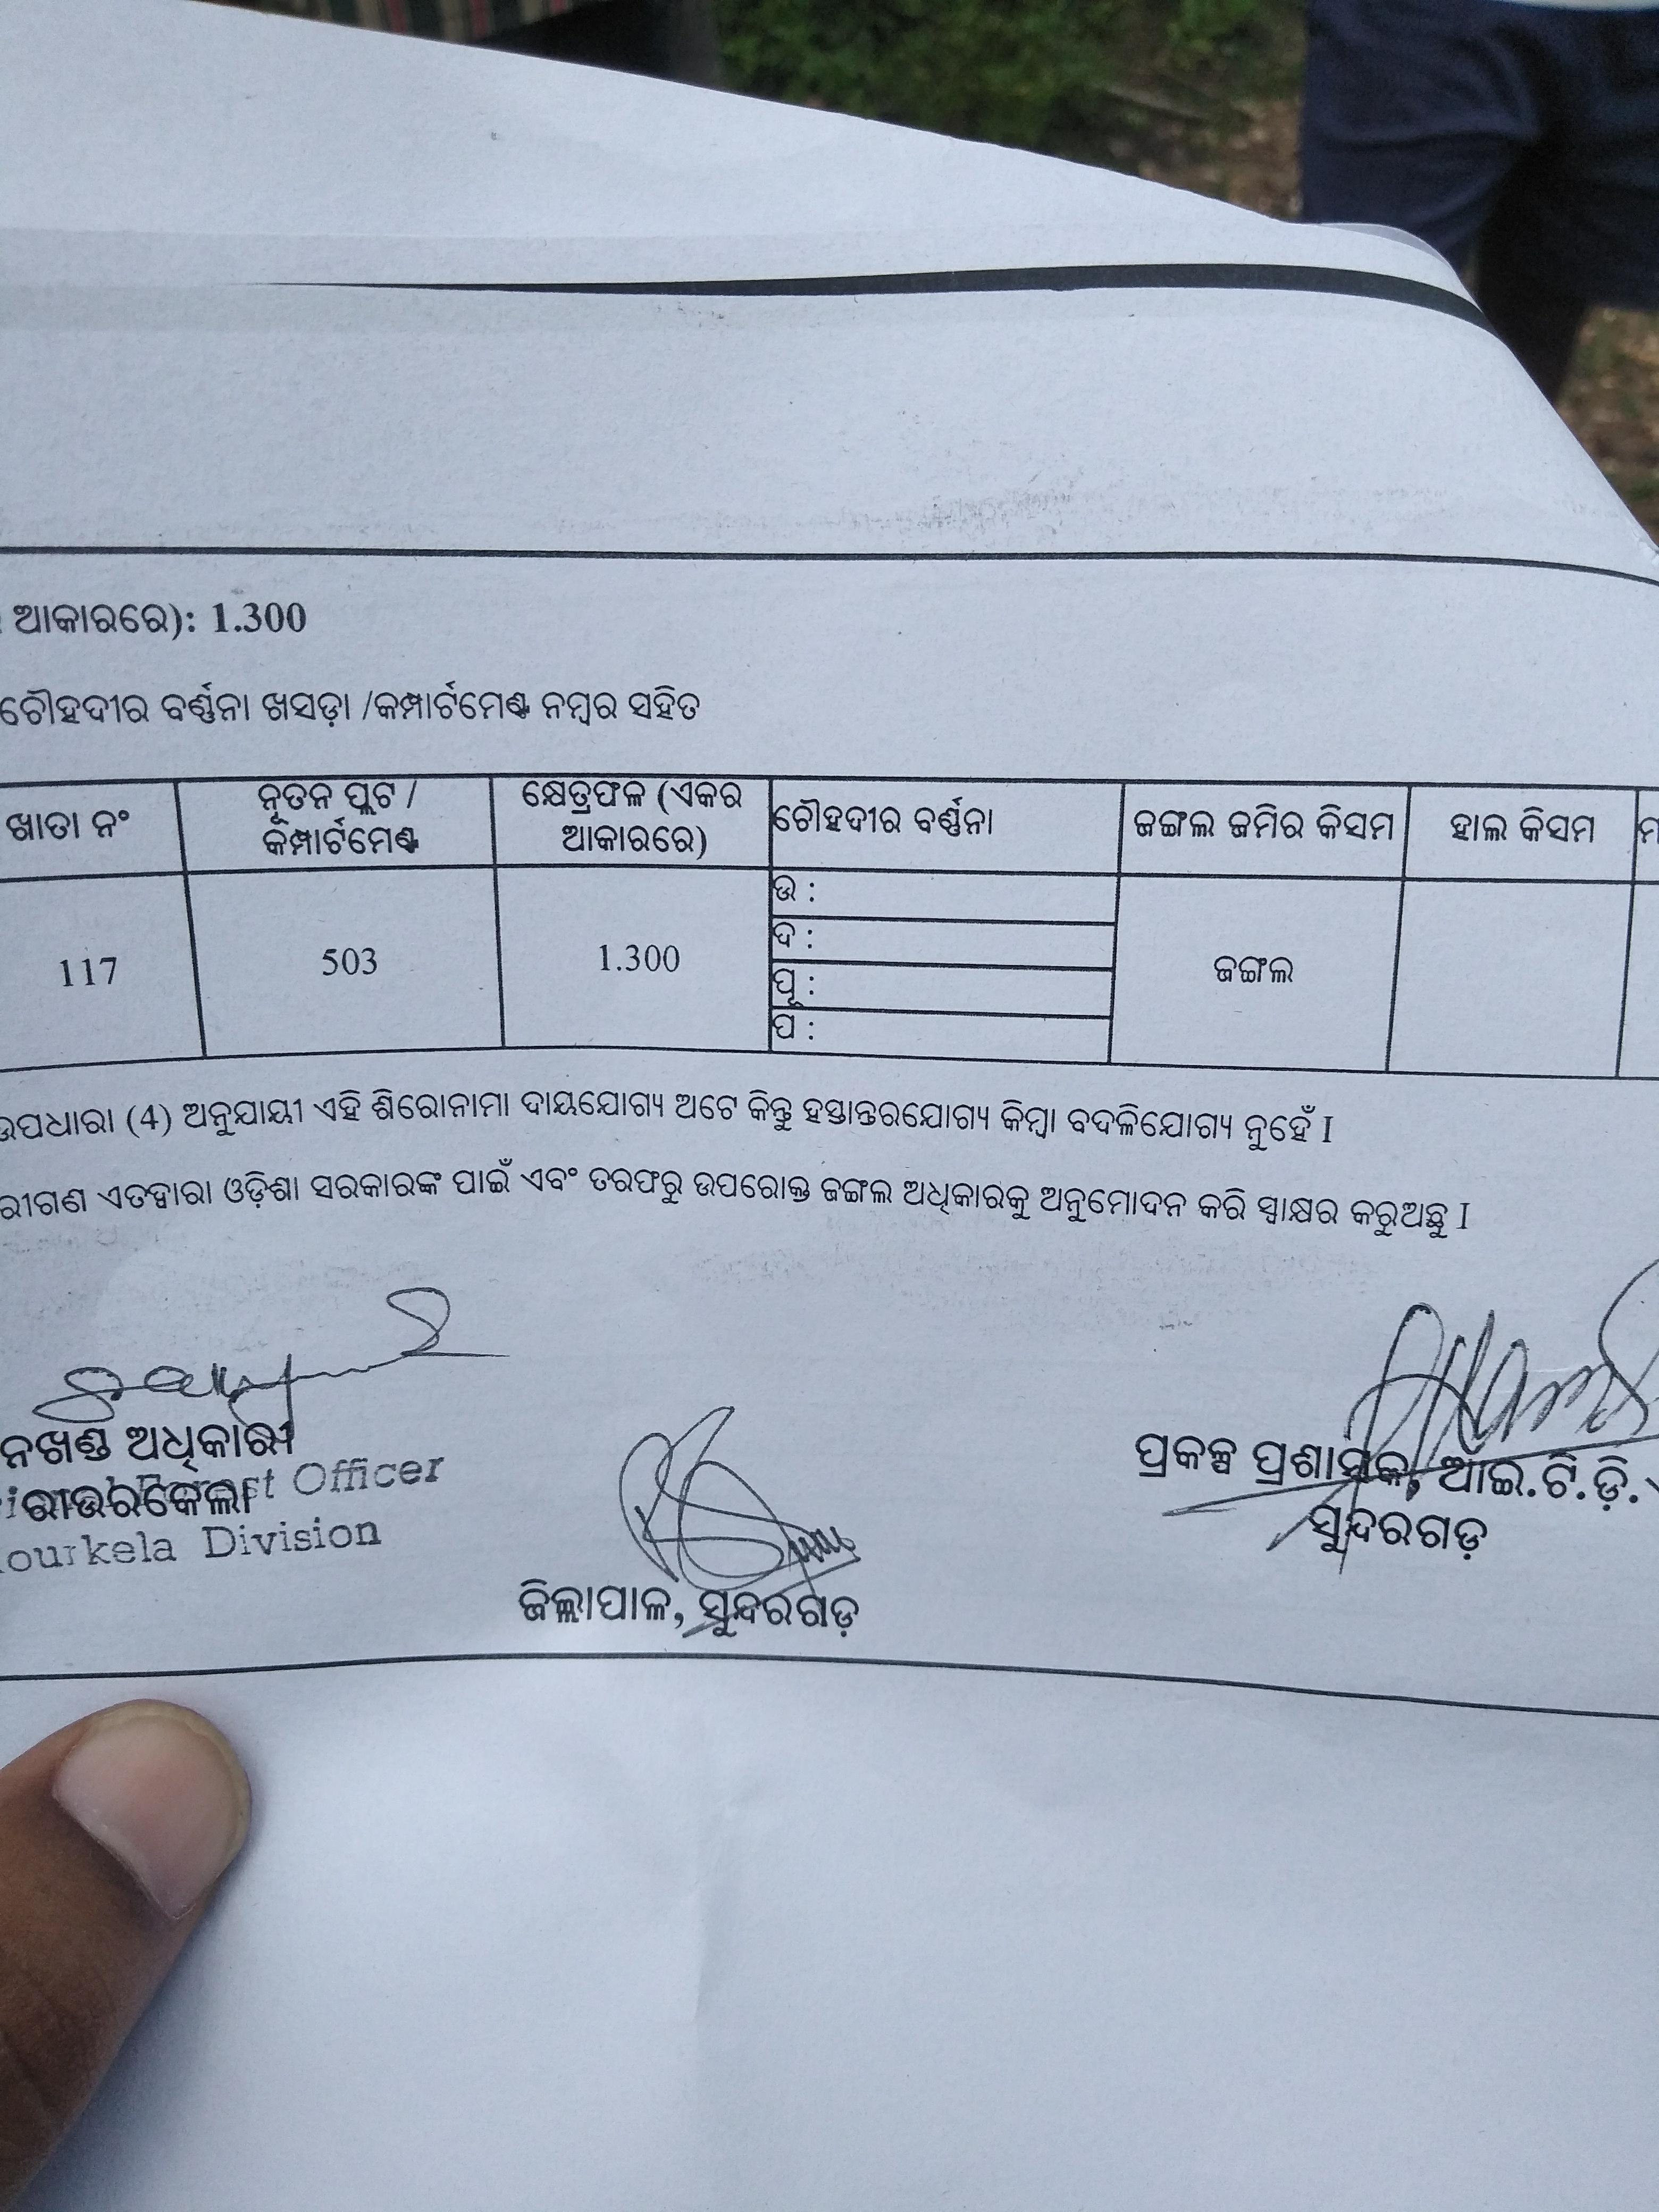 ଆକାରରେ): 1.300
ଚୌହଦୀର ବର୍ଣ୍ଣନା ଖସଡ଼ା /କମ୍ପାର୍ଟମେଣ୍ଟ ନମ୍ବର ସହିତ
ଖାତା ନଂ
ନୂତନ ପ୍ଲଟ /
କମ୍ପାର୍ଟମେଣ୍ଟ
କ୍ଷେତ୍ରଫଳ (ଏକର
ଆକାରରେ)
ଚୌହଦୀର ବର୍ଣ୍ଣନା
ଜଙ୍ଗଲ ଜମିର କିସମ
ହାଲ କିସମ
117
503
1.300
ଉ :
ଦ :
ପୂ :
ପ :
ଜଙ୍ଗଲ
ଉପଧାରା (4) ଅନୁଯାୟୀ ଏହି ଶିରୋନାମା ଦାୟଯୋଗ୍ୟ ଅଟେ କିନ୍ତୁ ହସ୍ତାନ୍ତରଯୋଗ୍ୟ କିମ୍ବା ବଦଳିଯୋଗ୍ୟ ନୁହେଁ I
ରୀଗଣ ଏତଦ୍ୱାରା ଓଡ଼ିଶା ସରକାରଙ୍କ ପାଇଁ ଏବଂ ତରଫରୁ ଉପରୋକ୍ତ ଜଙ୍ଗଲ ଅଧିକାରକୁ ଅନୁମୋଦନ କରି ସ୍ୱାକ୍ଷର କରୁଅଛୁ I
ନଖଣ୍ଡ ଅଧିକାରୀ
ରାଉରକେଲା
Officer
ourkela Division
ଜିଲ୍ଲାପାଳ, ସୁନ୍ଦରଗଡ଼
ପ୍ରକଳ୍ପ ପ୍ରଶାସକ, ଆଇ.ଟି.ଡ଼ି.
ସୁନ୍ଦରଗଡ଼